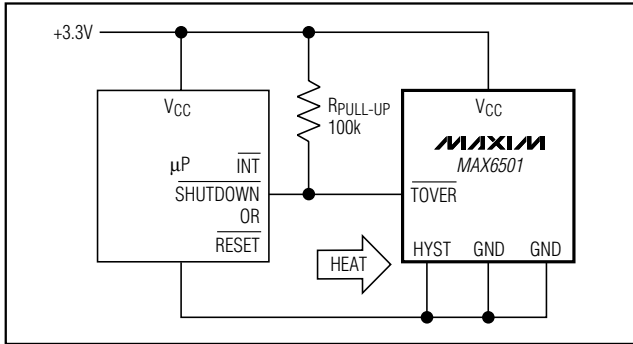 +3.3V
VCC
RPULL-UP
100k
VCC
MAXIM
MAX6501
μP
INT
SHUTDOWN
OR
RESET
TOVER
HEAT
HYST GND GND